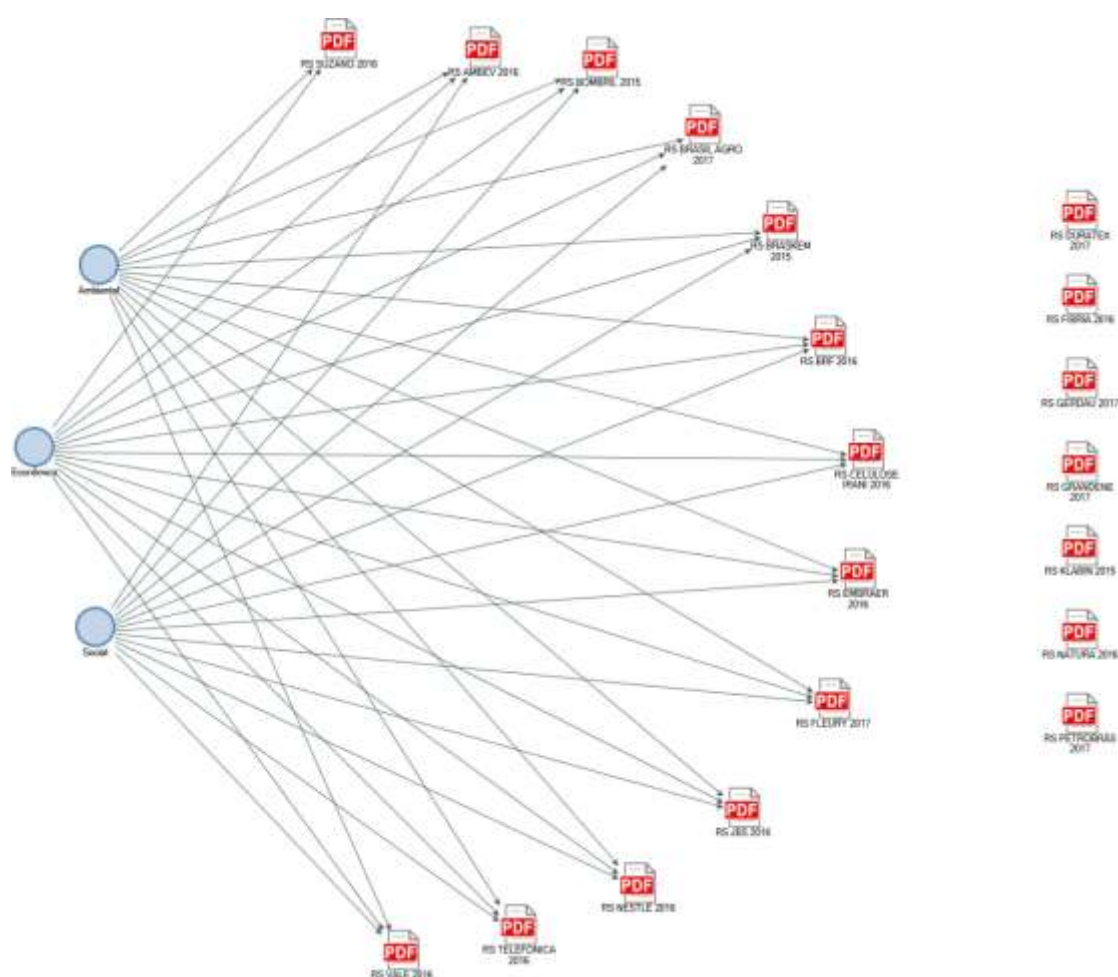 PDF
RS SUZANO 2016
PDF
RS AMBEV 2016
PDF
RS BOMBRIL 2015
PDF
RS BRASIL AGRO
2017
PDF
RS BRASKEM
2015
PDF
RS BRF 2016
PDF
RS CELULOSE
IRANI 2016
PDF
RS EMBRAER
2016
PDF
RS FLEURY 2017
PDF
RS JBS 2016
PDF
RS NESTLE 2016
PDF
RS TELEFÔNICA
2016
PDF
RS VALE 2016
Ambiental
Econômica
Social
PDF
RS DURATEX
2017
PDF
RS FIBRIA 2016
PDF
RS GERDAU 2017
PDF
RS GRANDENE
2017
PDF
RS KLABIN 2015
PDF
RS NATURA 2016
PDF
RS PETROBRAS
2017